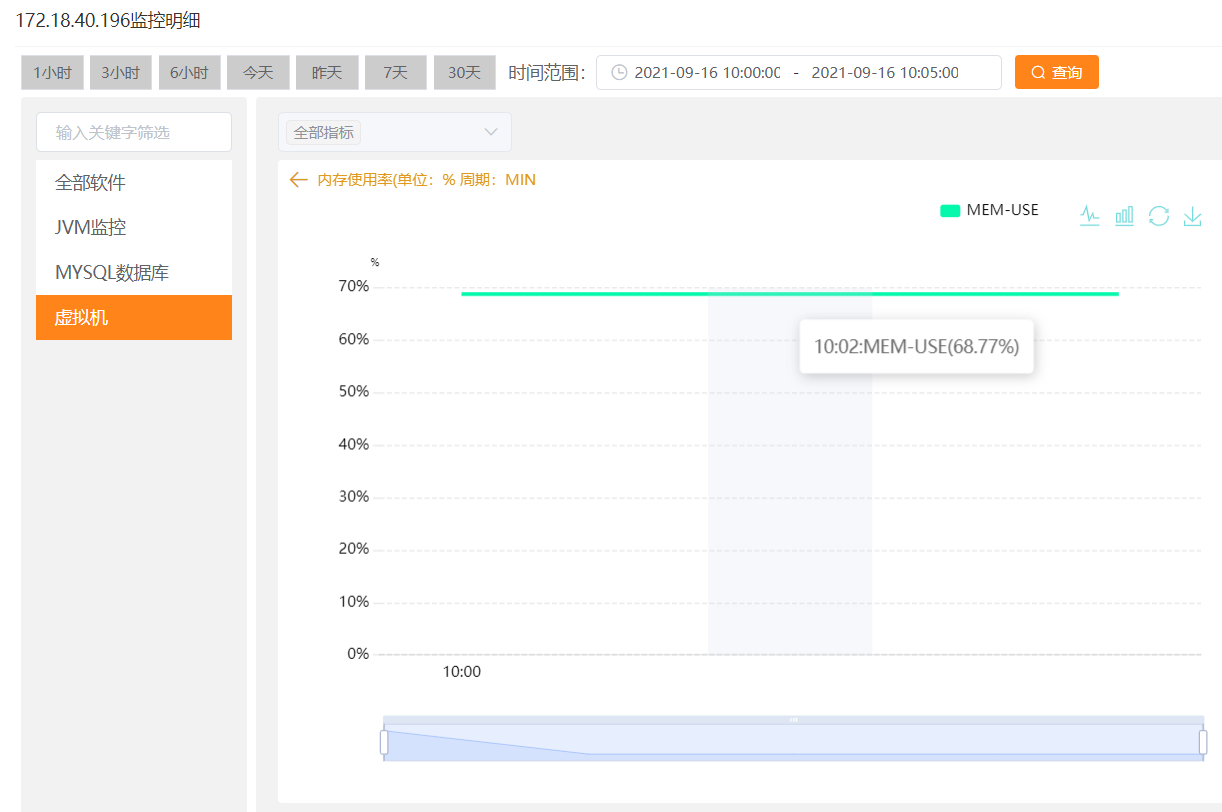 172.18.40.196监控明细
1小时 3小时 6小时 今天 昨天 7天 30天 时间范围： 2021-09-16 10:00:00 - 2021-09-16 10:05:00 查询
输入关键字筛选
全部软件
JVM监控
MYSQL数据库
虚拟机
全部指标
内存使用率(单位：% 周期：MIN
MEM-USE
%
70%
60%
10:02:MEM-USE(68.77%)
50%
40%
30%
20%
10%
0%
10:00